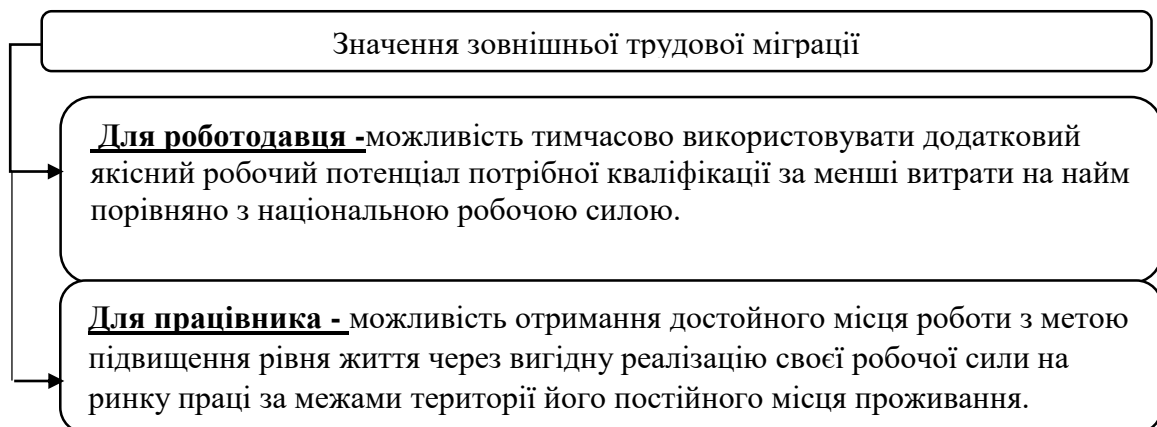 Значення зовнішньої трудової міграції
Для роботодавця -можливість тимчасово використовувати додатковий
якісний робочий потенціал потрібної кваліфікації за менші витрати на найм
порівняно з національною робочою силою.
Для працівника - можливість отримання достойного місця роботи з метою
підвищення рівня життя через вигідну реалізацію своєї робочої сили на
ринку праці за межами території його постійного місця проживання.